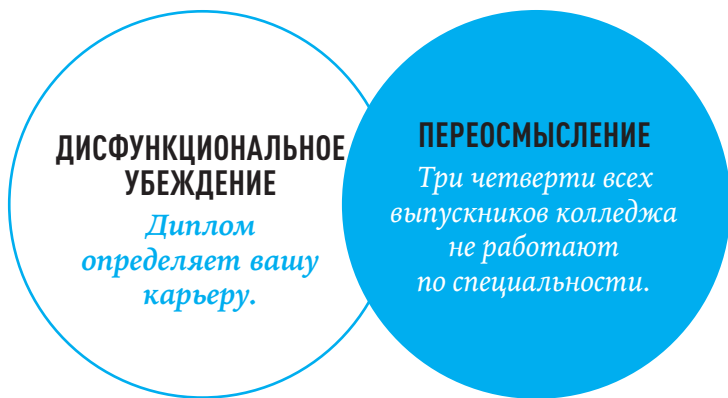 ДИСФУНКЦИОНАЛЬНОЕ
УБЕЖДЕНИЕ
Диплом
определяет вашу
карьеру.
ПЕРЕОСМЫСЛЕНИЕ
Три четверти всех
выпускников колледжа
не работают
по специальности.